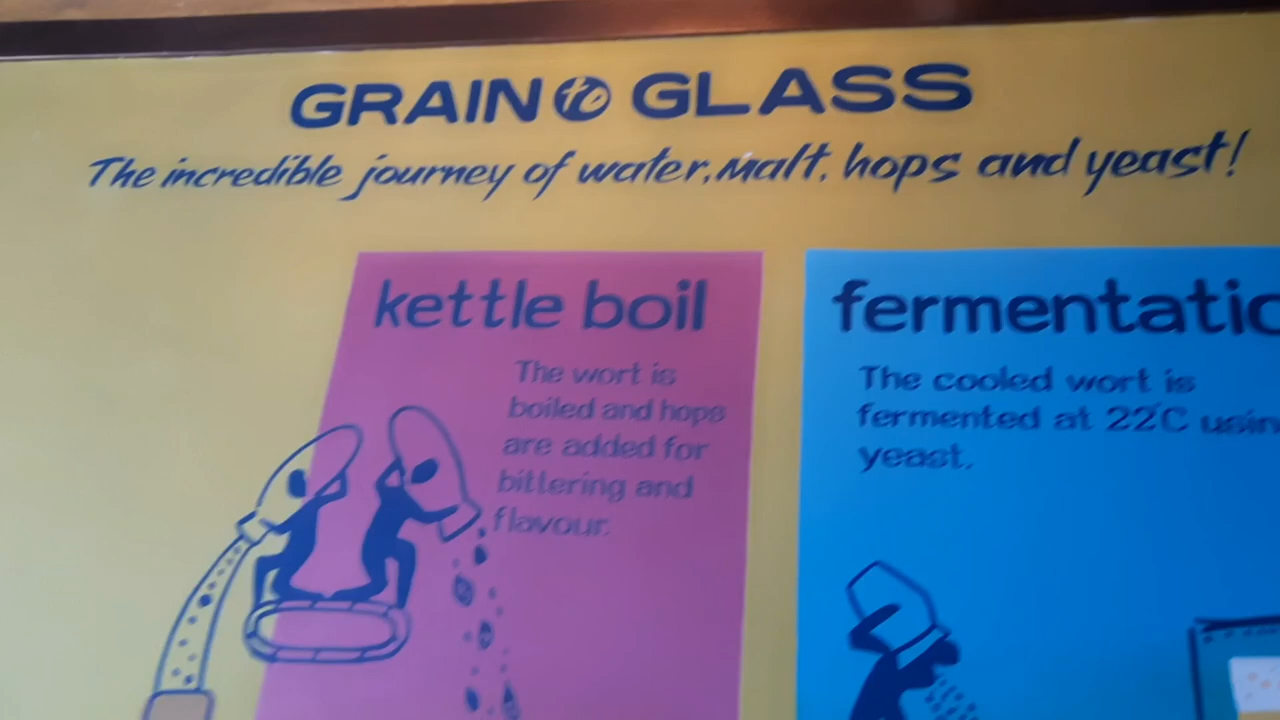 GRAIN to GLASS
The incredible journey of water, malt, hops and yeast!
kettle boil
The wort is
boiled and hops
are added for
bittering and
flavour.
fermentatio
The cooled wort is
fermented at 22°C usin
yeast.